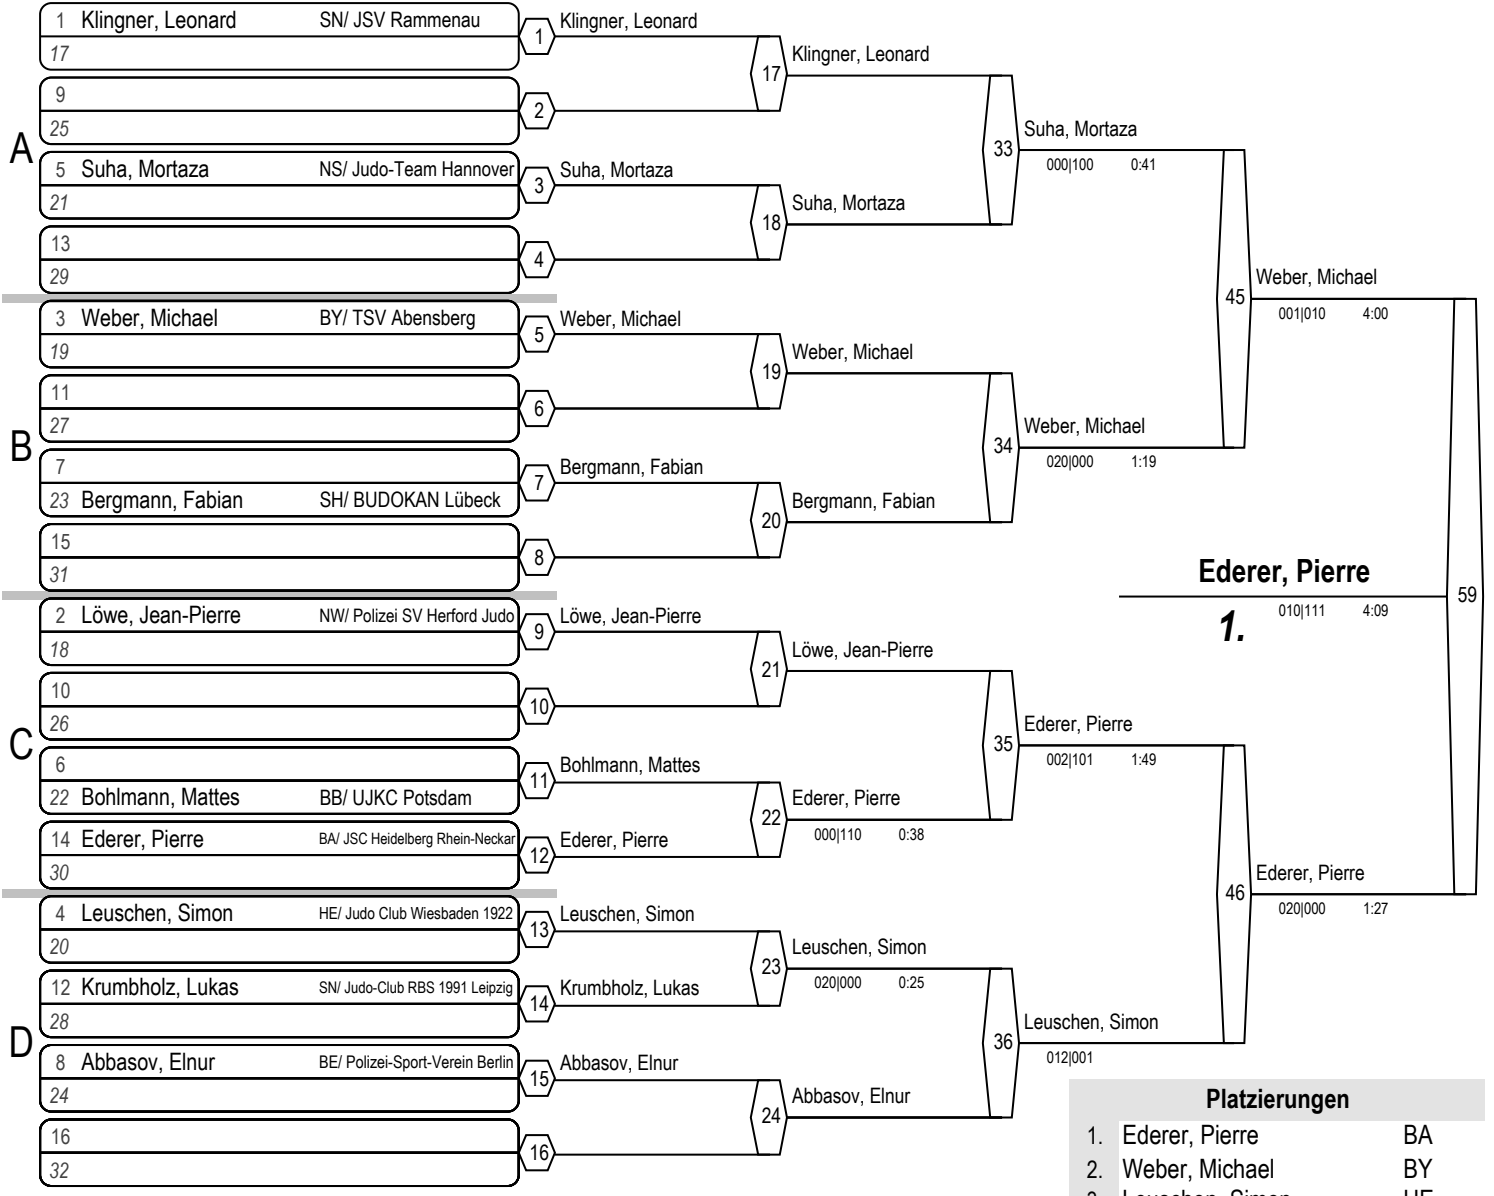 1 Klingner, Leonard SN/ JSV Rammenau
17
9
25
A
5 Suha, Mortaza NS/ Judo-Team Hannover
21
13
29
3 Weber, Michael BY/ TSV Abensberg
19
11
27
B
7
23 Bergmann, Fabian SH/ BUDOKAN Lübeck
15
31
2 Löwe, Jean-Pierre NW/ Polizei SV Herford Judo
18
10
26
C
6
22 Bohlmann, Mattes BB/ UJKC Potsdam
14 Ederer, Pierre BA/ JSC Heidelberg Rhein-Neckar
30
4 Leuschen, Simon HE/ Judo Club Wiesbaden 1922
20
12 Krumbholz, Lukas SN/ Judo-Club RBS 1991 Leipzig
28
D
8 Abbasov, Elnur BE/ Polizei-Sport-Verein Berlin
24
16
32
1 Klingner, Leonard
2
3 Suha, Mortaza
4
5 Weber, Michael
6
7 Bergmann, Fabian
8
9 Löwe, Jean-Pierre
10
11 Bohlmann, Mattes
12 Ederer, Pierre
13 Leuschen, Simon
14 Krumbholz, Lukas
15 Abbasov, Elnur
16
17 Klingner, Leonard
18 Suha, Mortaza
19 Weber, Michael
20 Bergmann, Fabian
21 Löwe, Jean-Pierre
22 Ederer, Pierre
000|110 0:38
23 Leuschen, Simon
020|000 0:25
24 Abbasov, Elnur
33 Suha, Mortaza
000|100 0:41
34 Weber, Michael
020|000 1:19
35 Ederer, Pierre
002|101 1:49
36 Leuschen, Simon
012|001
45 Weber, Michael
001|010 4:00
46 Ederer, Pierre
020|000 1:27
Ederer, Pierre
59
1. 010|111 4:09
Platzierungen
1. Ederer, Pierre BA
2. Weber, Michael BY